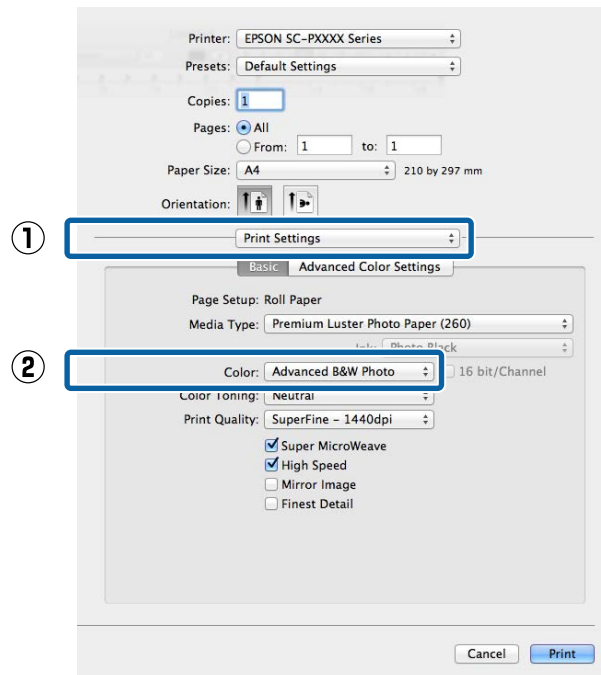 Printer: EPSON SC-PXXXX Series
Presets: Default Settings
Copies: 1
Pages: All
From: 1 to: 1
Paper Size: A4 210 by 297 mm
Orientation:
① Print Settings
Basic Advanced Color Settings
Page Setup: Roll Paper
Media Type: Premium Luster Photo Paper (260)
Ink: Photo Black
② Color: Advanced B&W Photo 16 bit/Channel
Color Toning: Neutral
Print Quality: SuperFine – 1440dpi
Super MicroWeave
High Speed
Mirror Image
Finest Detail
Cancel Print